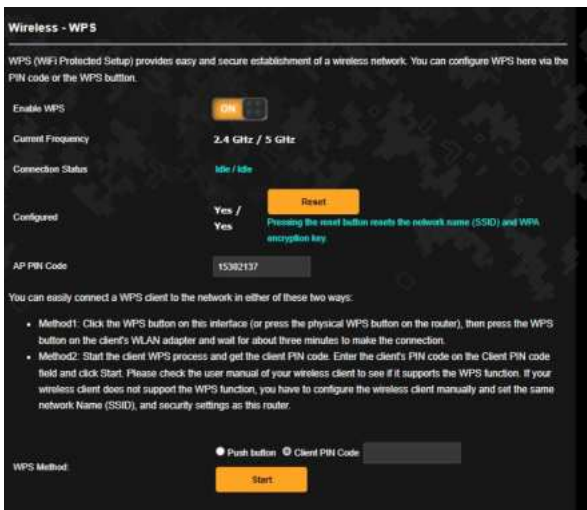 Wireless - WPS
WPS (WiFi Protected Setup) provides easy and secure establishment of a wireless network. You can configure WPS here via the
PIN code or the WPS buttton.
Enable WPS
ON
Current Frequency
2.4 GHz / 5 GHz
Connection Status
Idle / Idle
Configured
Yes /
Yes
Reset
Pressing the reset button resets the network name (SSID) and WPA
encryption key.
AP PIN Code
15302137
You can easily connect a WPS client to the network in either of these two ways:
• Method1: Click the WPS button on this interface (or press the physical WPS button on the router), then press the WPS
button on the client's WLAN adapter and wait for about three minutes to make the connection.
• Method2: Start the client WPS process and get the client PIN code. Enter the client's PIN code on the Client PIN code
field and click Start. Please check the user manual of your wireless client to see if it supports the WPS function. If your
wireless client does not support the WPS function, you have to configure the wireless client manually and set the same
network Name (SSID), and security settings as this router.
Push button Client PIN Code
WPS Method:
Start